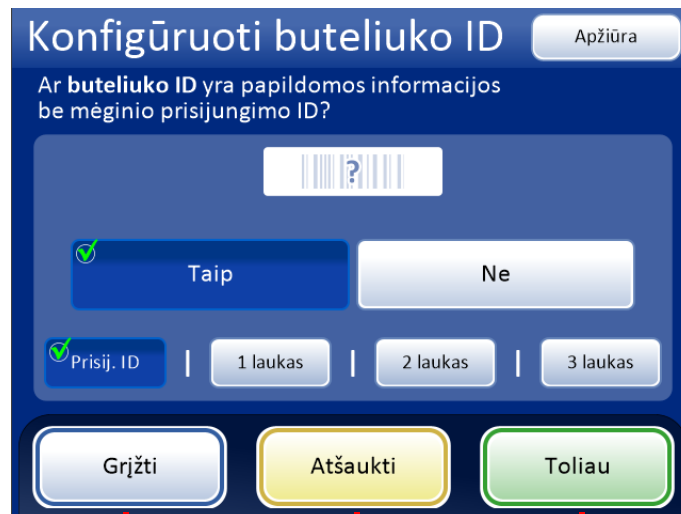 Konfigūruoti buteliuko ID
Apžiūra
Ar buteliuko ID yra papildomos informacijos
be mėginio prisijungimo ID?
?
Taip
Ne
Prisij. ID | 1 laukas | 2 laukas | 3 laukas
Grįžti
Atšaukti
Toliau